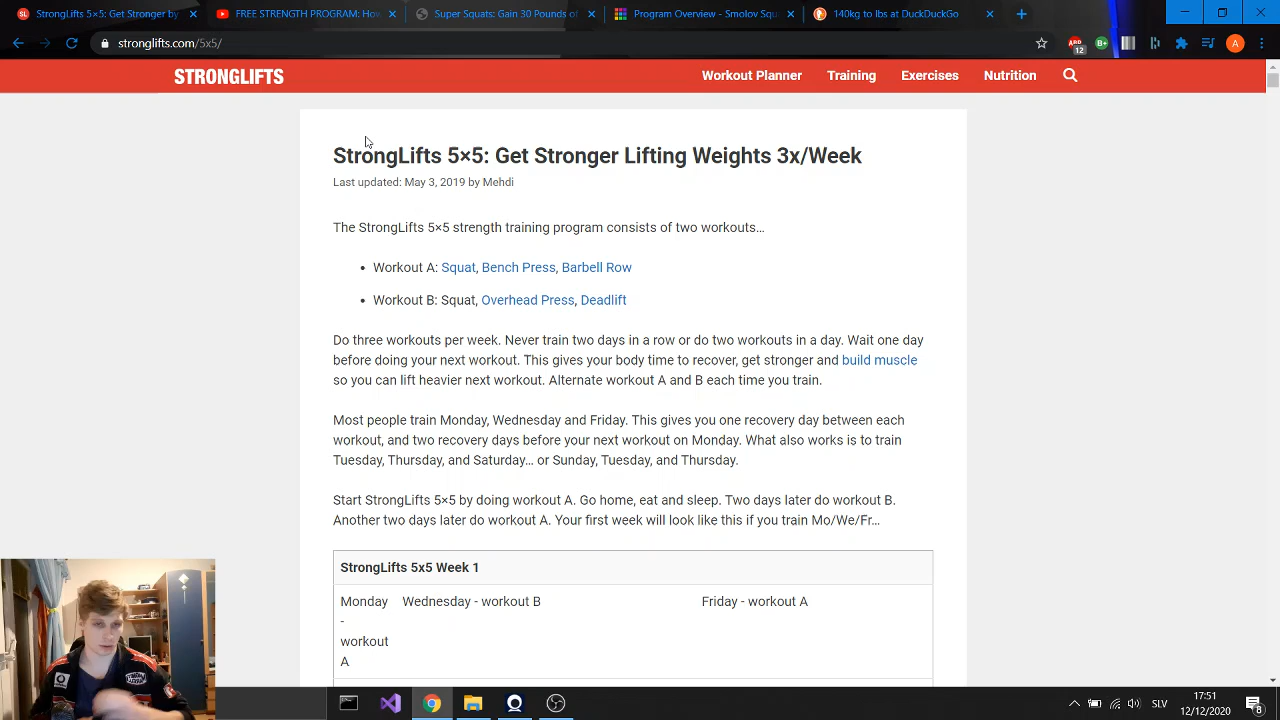 StrongLifts 5×5: Get Stronger by
FREE STRENGTH PROGRAM: How
Super Squats: Gain 30 Pounds of
Program Overview - Smolov Squ
140kg to lbs at DuckDuckGo
stronglifts.com/5x5/
12
A
STRONGLIFTS
Workout Planner
Training
Exercises
Nutrition
StrongLifts 5×5: Get Stronger Lifting Weights 3x/Week
Last updated: May 3, 2019 by Mehdi
The StrongLifts 5×5 strength training program consists of two workouts…
• Workout A: Squat, Bench Press, Barbell Row
• Workout B: Squat, Overhead Press, Deadlift
Do three workouts per week. Never train two days in a row or do two workouts in a day. Wait one day
before doing your next workout. This gives your body time to recover, get stronger and build muscle
so you can lift heavier next workout. Alternate workout A and B each time you train.
Most people train Monday, Wednesday and Friday. This gives you one recovery day between each
workout, and two recovery days before your next workout on Monday. What also works is to train
Tuesday, Thursday, and Saturday… or Sunday, Tuesday, and Thursday.
Start StrongLifts 5×5 by doing workout A. Go home, eat and sleep. Two days later do workout B.
Another two days later do workout A. Your first week will look like this if you train Mo/We/Fr…
StrongLifts 5x5 Week 1
Monday
-
workout
A
Wednesday - workout B
Friday - workout A
SLV
17:51
12/12/2020
8